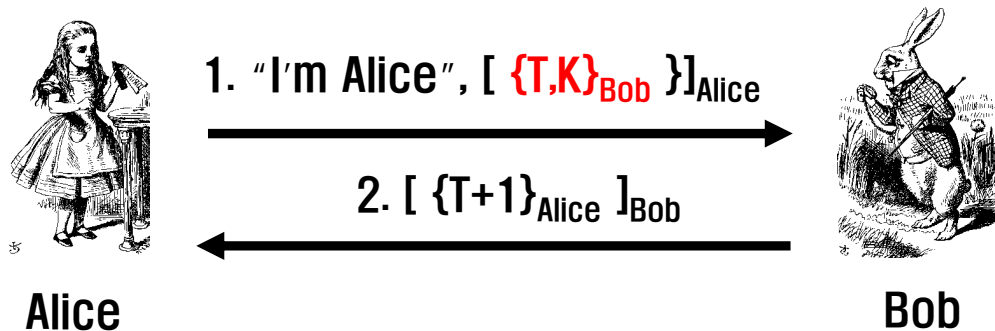 1. “I’m Alice”, [ {T,K}Bob }]Alice
2. [ {T+1}Alice ]Bob
Alice
Bob